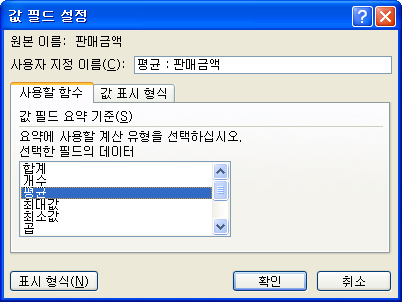 값 필드 설정
원본 이름: 판매금액
사용자 지정 이름(C): 평균 : 판매금액
사용할 함수 값 표시 형식
값 필드 요약 기준(S)
요약에 사용할 계산 유형을 선택하십시오.
선택한 필드의 데이터
합계
개수
평균
최대값
최소값
곱
표시 형식(N) 확인 취소